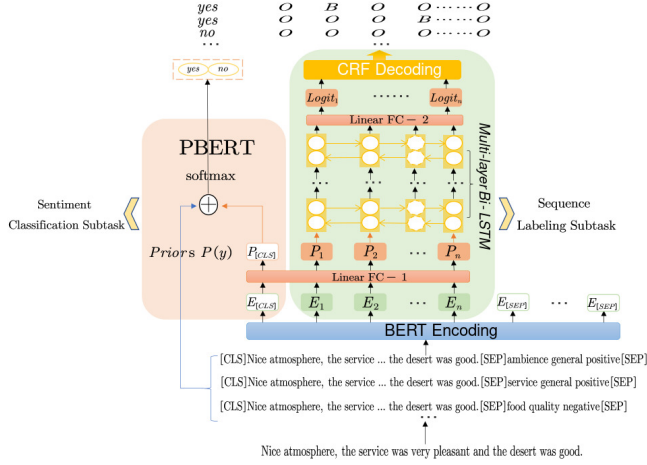 yes O B O O ······ O
yes O O O B ······ O
no O O O O ······ O
... ...
CRF Decoding
yes no
Logit₁ ······ Logitₙ
Linear FC − 2
PBERT
softmax
Multi-layer Bi-LSTM
... ... ... ... ...
Sentiment
Classification Subtask
Sequence
Labeling Subtask
Priors P(y)
P[CLS] P₁ P₂ ... Pₙ
Linear FC − 1
E[CLS] E₁ E₂ ... Eₙ E[SEP] ... E[SEP]
BERT Encoding
[CLS]Nice atmosphere, the service ... the desert was good.[SEP]ambience general positive[SEP]
[CLS]Nice atmosphere, the service ... the desert was good.[SEP]service general positive[SEP]
[CLS]Nice atmosphere, the service ... the desert was good.[SEP]food quality negative[SEP]
...
Nice atmosphere, the service was very pleasant and the desert was good.